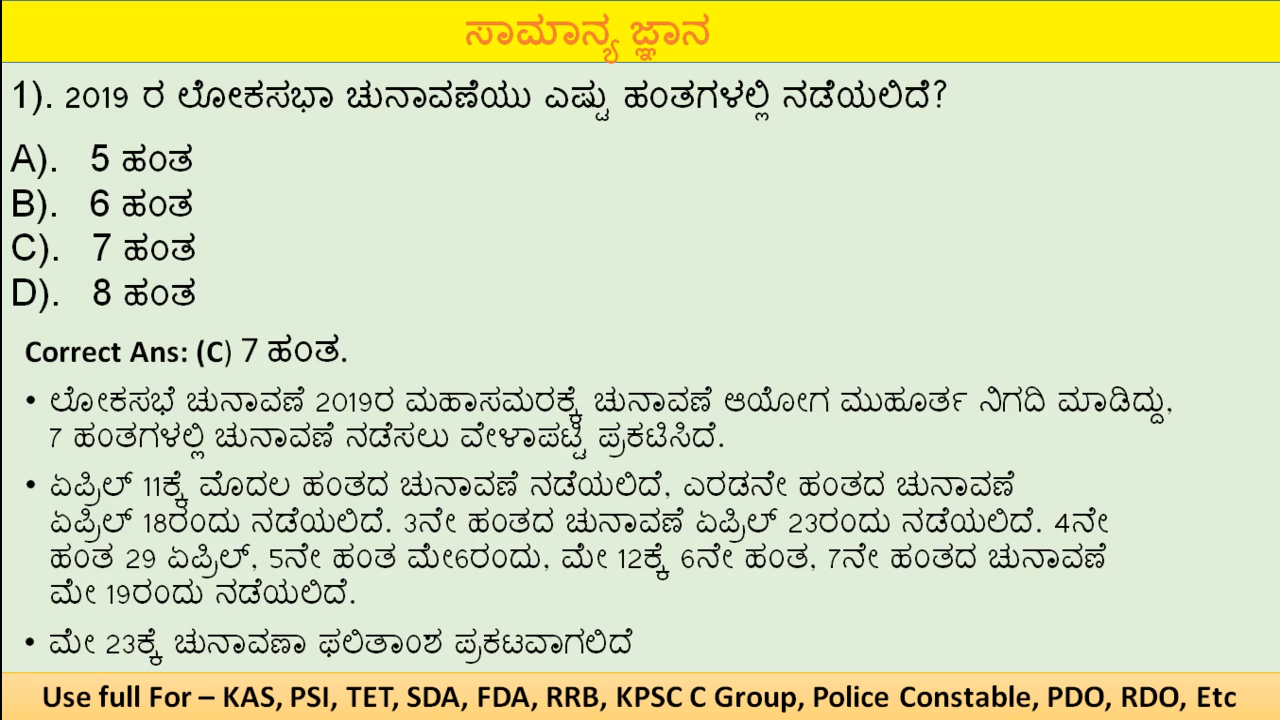 ಸಾಮಾನ್ಯ ಜ್ಞಾನ
1). 2019 ರ ಲೋಕಸಭಾ ಚುನಾವಣೆಯು ಎಷ್ಟು ಹಂತಗಳಲ್ಲಿ ನಡೆಯಲಿದೆ?
A). 5 ಹಂತ
B). 6 ಹಂತ
C). 7 ಹಂತ
D). 8 ಹಂತ
Correct Ans: (C) 7 ಹಂತ.
• ಲೋಕಸಭೆ ಚುನಾವಣೆ 2019ರ ಮಹಾಸಮರಕ್ಕೆ ಚುನಾವಣೆ ಆಯೋಗ ಮುಹೂರ್ತ ನಿಗದಿ ಮಾಡಿದ್ದು,
7 ಹಂತಗಳಲ್ಲಿ ಚುನಾವಣೆ ನಡೆಸಲು ವೇಳಾಪಟ್ಟಿ ಪ್ರಕಟಿಸಿದೆ.
• ಏಪ್ರಿಲ್ 11ಕ್ಕೆ ಮೊದಲ ಹಂತದ ಚುನಾವಣೆ ನಡೆಯಲಿದೆ, ಎರಡನೇ ಹಂತದ ಚುನಾವಣೆ
ಏಪ್ರಿಲ್ 18ರಂದು ನಡೆಯಲಿದೆ. 3ನೇ ಹಂತದ ಚುನಾವಣೆ ಏಪ್ರಿಲ್ 23ರಂದು ನಡೆಯಲಿದೆ. 4ನೇ
ಹಂತ 29 ಏಪ್ರಿಲ್, 5ನೇ ಹಂತ ಮೇ6ರಂದು, ಮೇ 12ಕ್ಕೆ 6ನೇ ಹಂತ, 7ನೇ ಹಂತದ ಚುನಾವಣೆ
ಮೇ 19ರಂದು ನಡೆಯಲಿದೆ.
• ಮೇ 23ಕ್ಕೆ ಚುನಾವಣಾ ಫಲಿತಾಂಶ ಪ್ರಕಟವಾಗಲಿದೆ
Use full For – KAS, PSI, TET, SDA, FDA, RRB, KPSC C Group, Police Constable, PDO, RDO, Etc